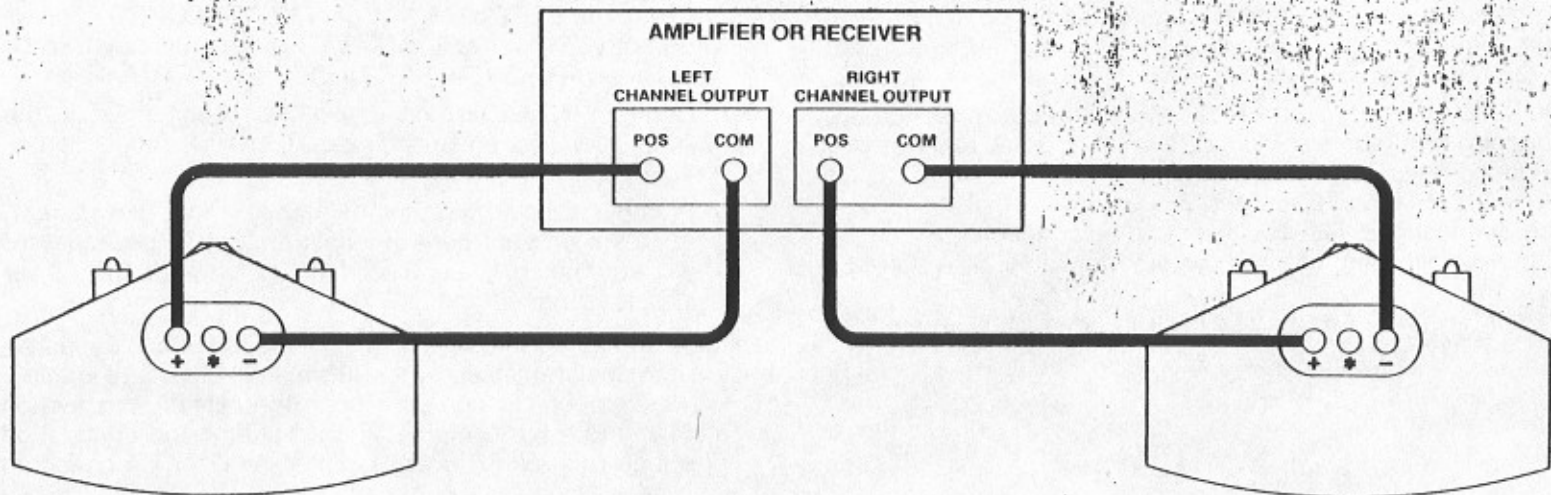 AMPLIFIER OR RECEIVER
LEFT
CHANNEL OUTPUT
RIGHT
CHANNEL OUTPUT
POS COM
POS COM
+ * −
+ * −